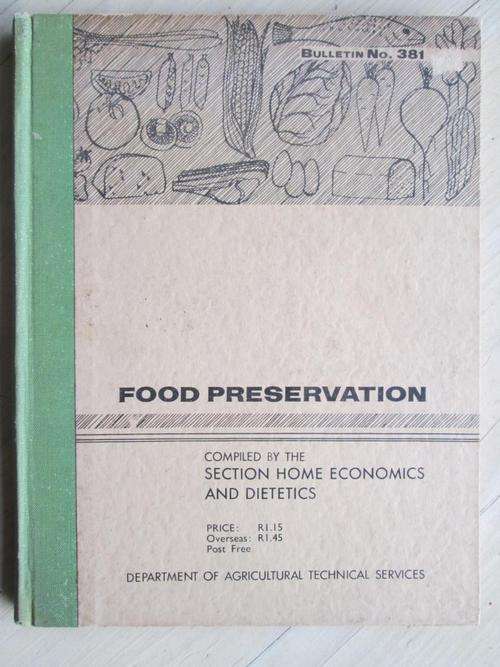 BULLETIN No. 381
FOOD PRESERVATION
COMPILED BY THE
SECTION HOME ECONOMICS
AND DIETETICS
PRICE: R1.15
Overseas: R1.45
Post Free
DEPARTMENT OF AGRICULTURAL TECHNICAL SERVICES